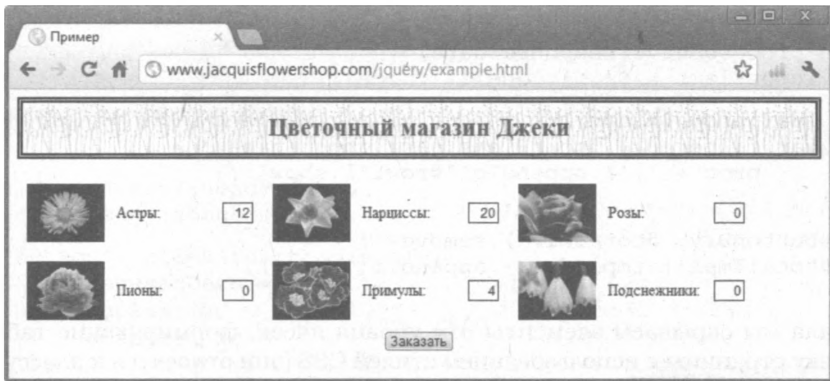 Пример
www.jacquisflowershop.com/jquery/example.html
Цветочный магазин Джеки
Астры: 12 Нарциссы: 20 Розы: 0
Пионы: 0 Примулы: 4 Подснежники: 0
Заказать